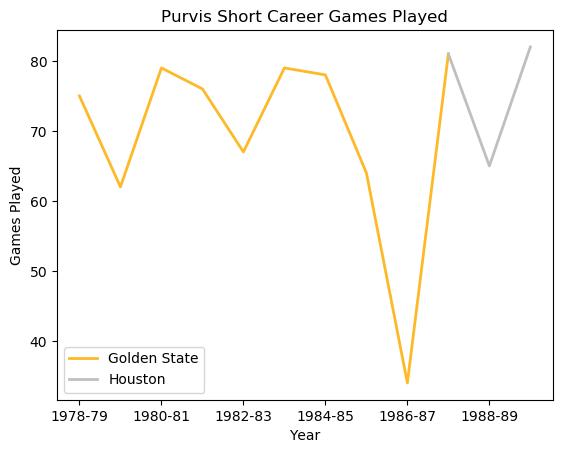 Purvis Short Career Games Played
80
70
60
50
40
Games Played
Golden State
Houston
1978-79 1980-81 1982-83 1984-85 1986-87 1988-89
Year